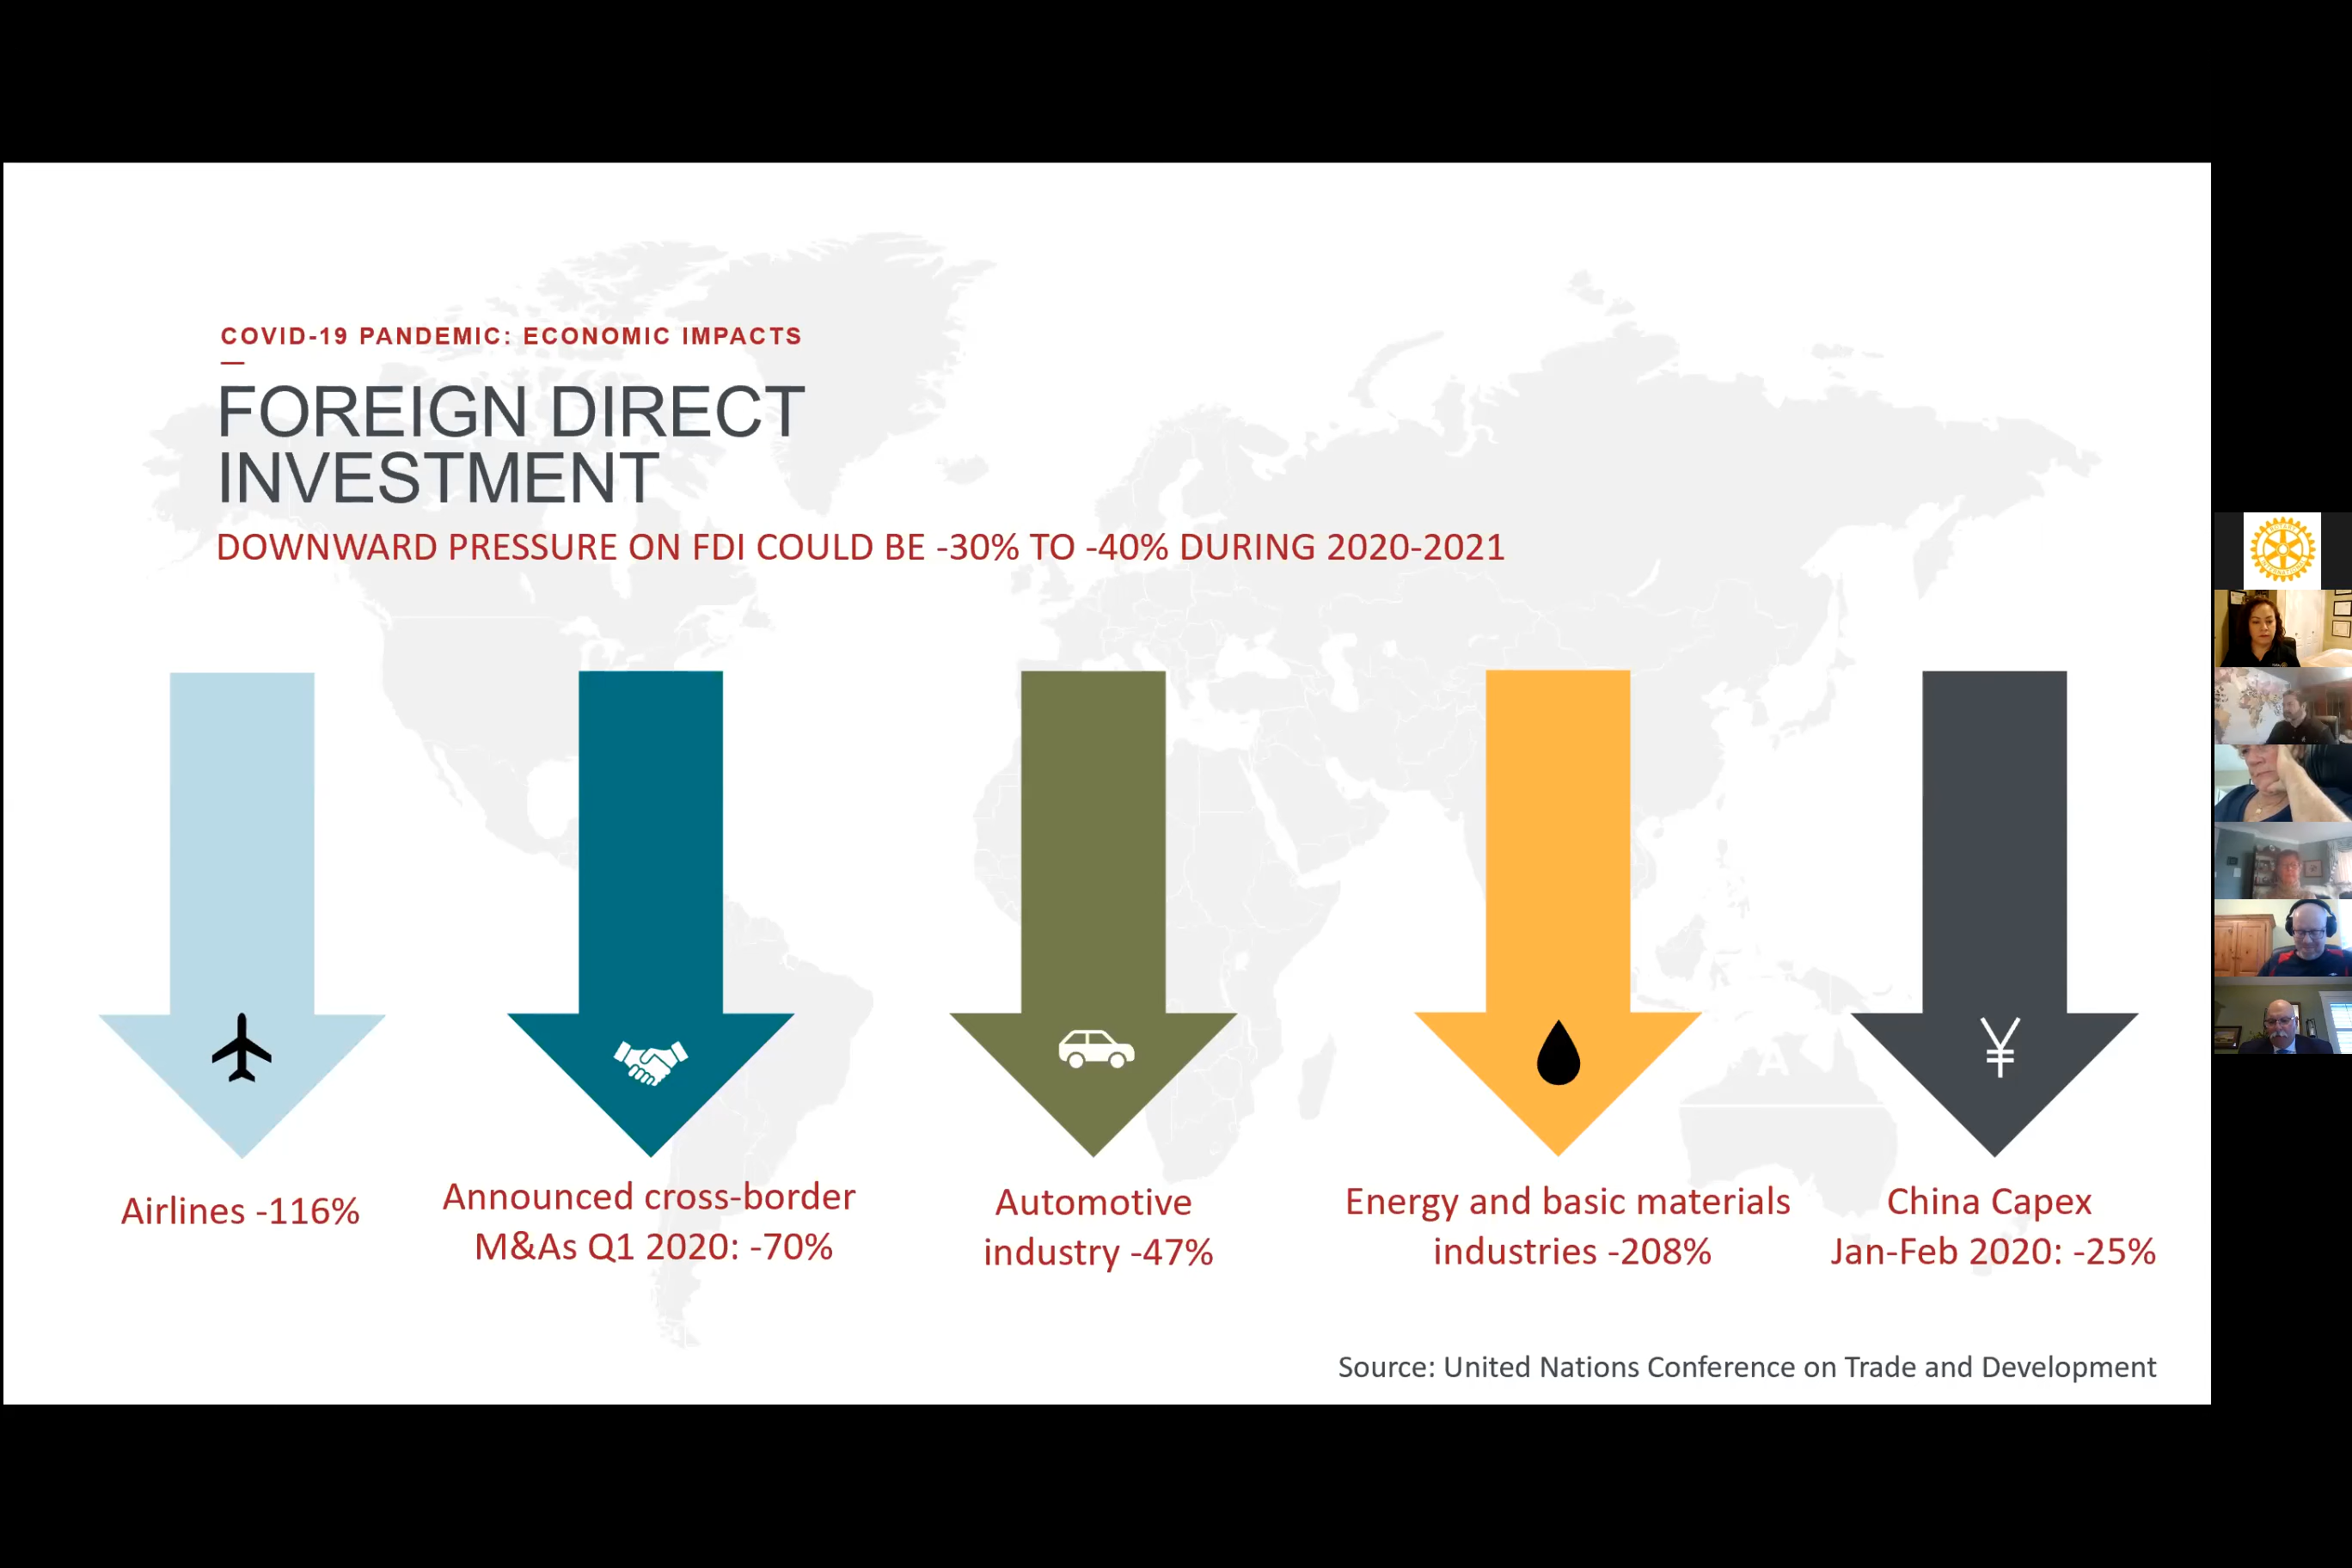 COVID-19 PANDEMIC: ECONOMIC IMPACTS
FOREIGN DIRECT
INVESTMENT
DOWNWARD PRESSURE ON FDI COULD BE -30% TO -40% DURING 2020-2021
¥
A
Airlines -116%
Announced cross-border
M&As Q1 2020: -70%
Automotive
industry -47%
Energy and basic materials
industries -208%
China Capex
Jan-Feb 2020: -25%
Source: United Nations Conference on Trade and Development
ROTARY
INTERNATIONAL